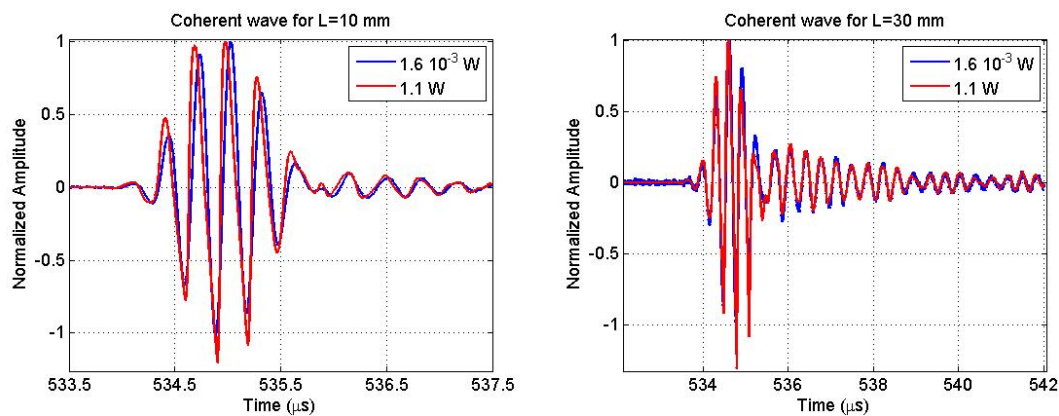 Coherent wave for L=10 mm
1.6 10⁻³ W
1.1 W
1
0.5
0
-0.5
-1
Normalized Amplitude
533.5 534.5 535.5 536.5 537.5
Time (μs)
Coherent wave for L=30 mm
1.6 10⁻³ W
1.1 W
1
0.5
0
-0.5
-1
Normalized Amplitude
534 536 538 540 542
Time (μs)